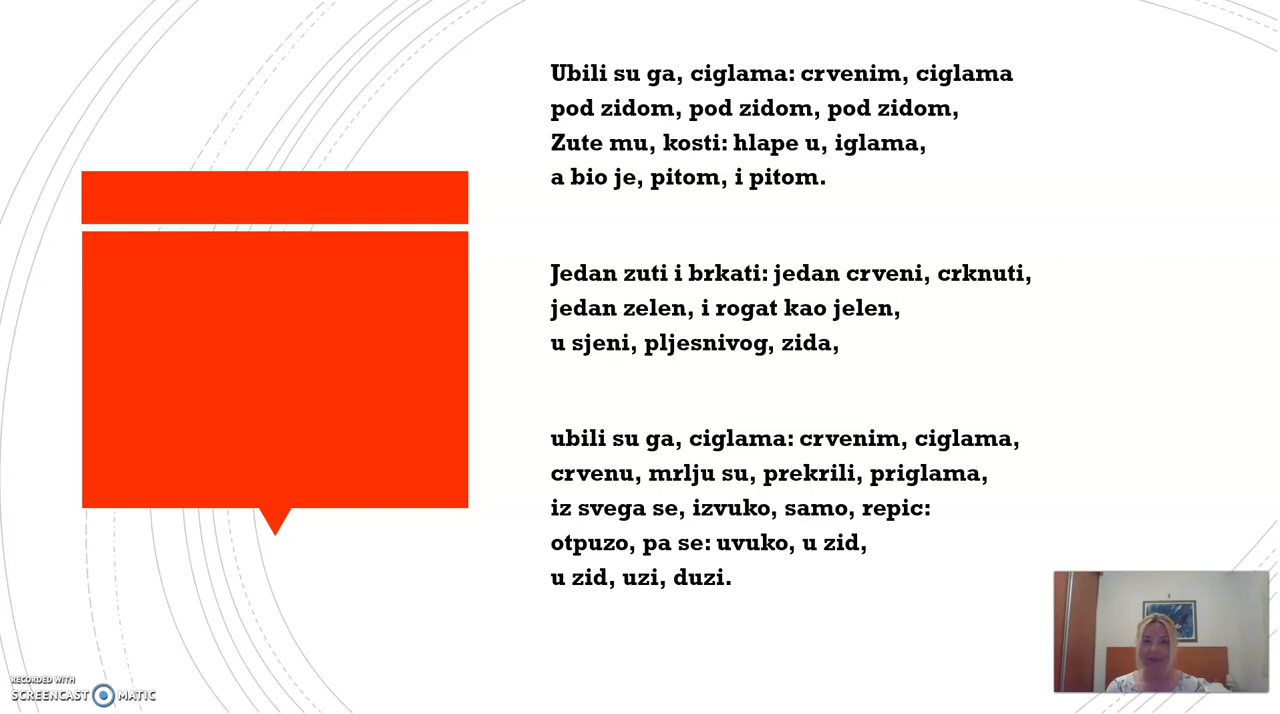 Ubili su ga, ciglama: crvenim, ciglama
pod zidom, pod zidom, pod zidom,
Zute mu, kosti: hlape u, iglama,
a bio je, pitom, i pitom.
Jedan zuti i brkati: jedan crveni, crknuti,
jedan zelen, i rogat kao jelen,
u sjeni, pljesnivog, zida,
ubili su ga, ciglama: crvenim, ciglama,
crvenu, mrlju su, prekrili, priglama,
iz svega se, izvuko, samo, repic:
otpuzo, pa se: uvuko, u zid,
u zid, uzi, duzi.
RECORDED WITH
SCREENCAST MATIC